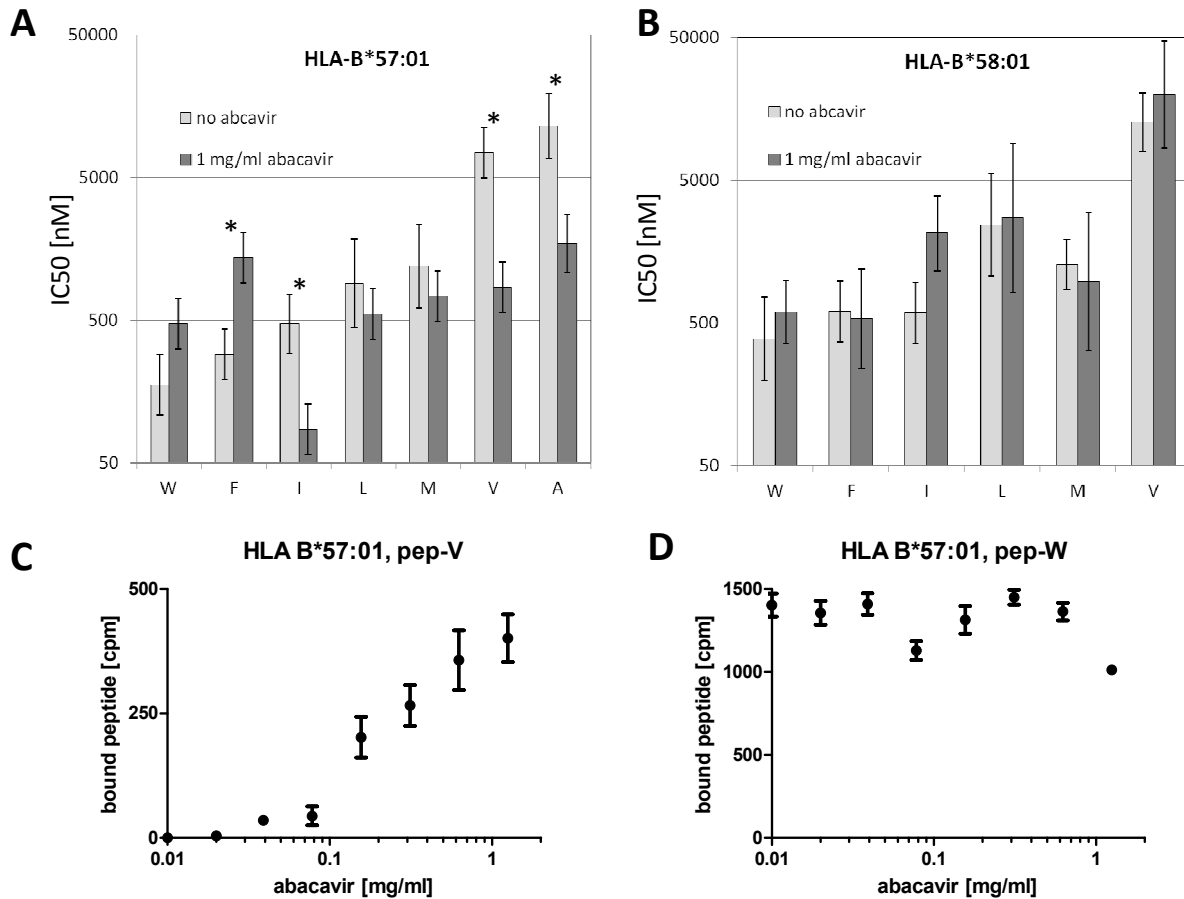 A
50000
HLA-B*57:01
no abcavir
1 mg/ml abacavir
*
*
*
*
5000
500
50
IC50 [nM]
W F I L M V A
B
50000
HLA-B*58:01
no abacavir
1 mg/ml abacavir
5000
500
50
IC50 [nM]
W F I L M V
C
HLA B*57:01, pep-V
bound peptide [cpm]
500
250
0
0.01 0.1 1
abacavir [mg/ml]
D
HLA B*57:01, pep-W
bound peptide [cpm]
1500
1000
500
0
0.01 0.1 1
abacavir [mg/ml]